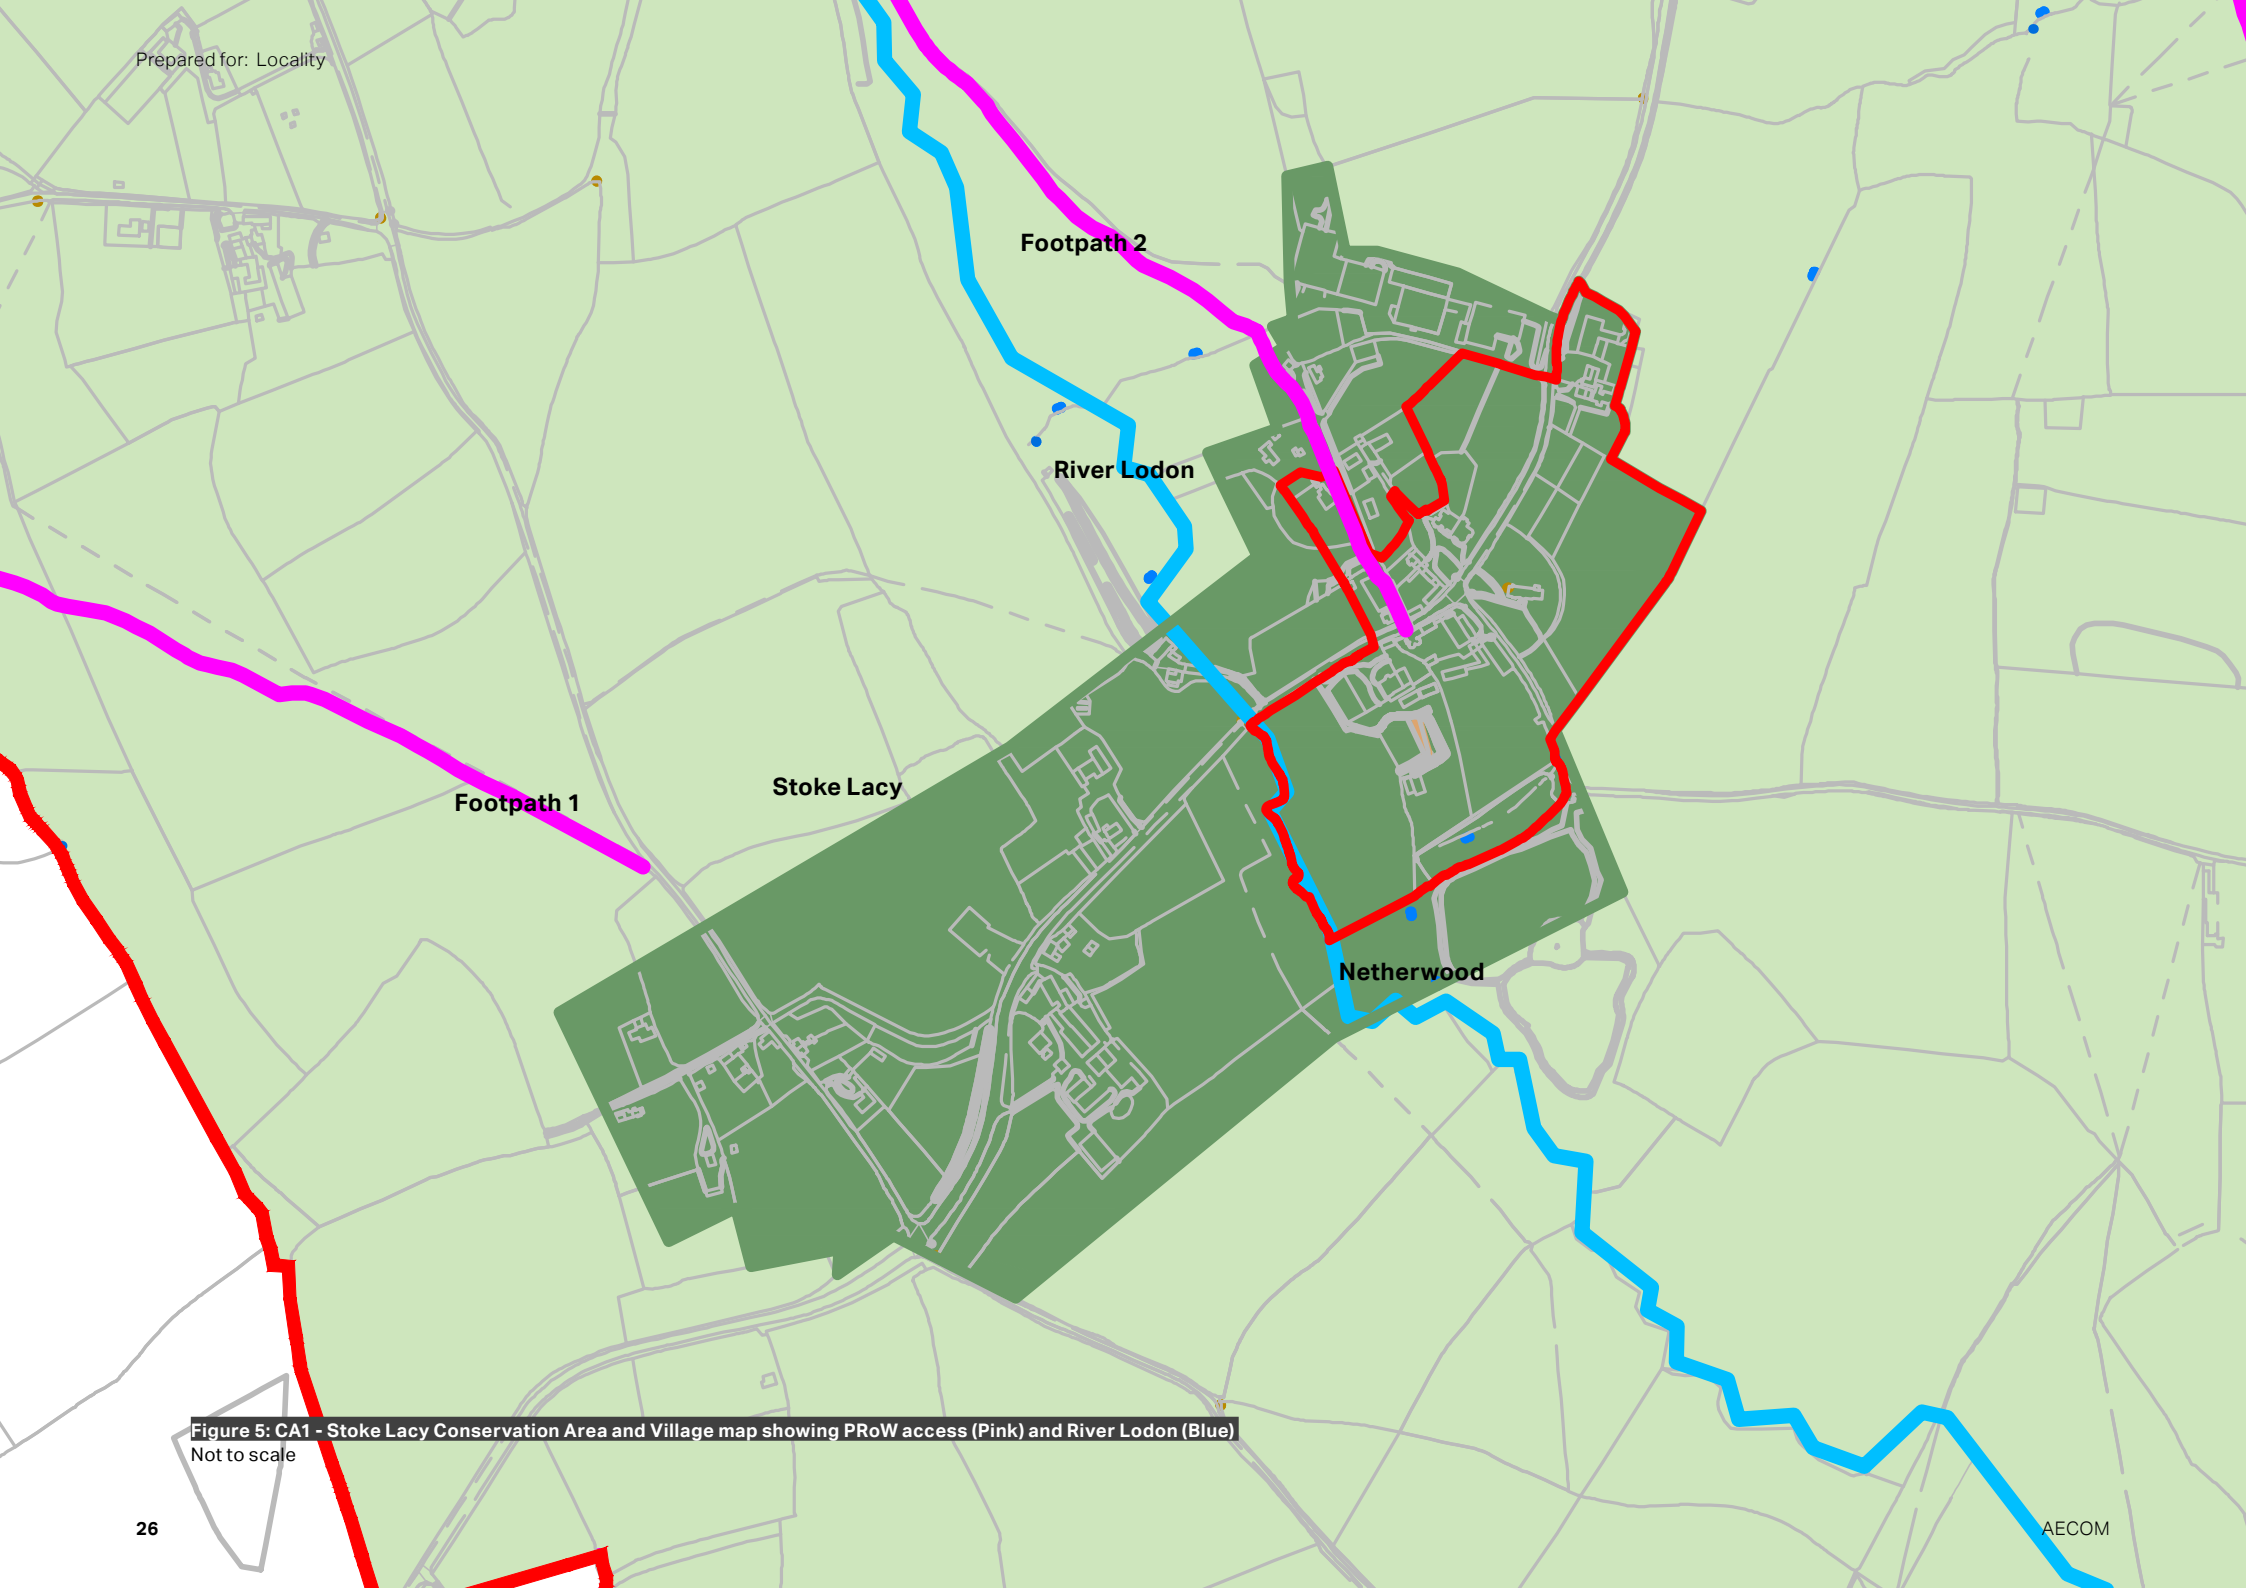 Prepared for: Locality
Footpath 2
River Lodon
Stoke Lacy
Footpath 1
Netherwood
Figure 5: CA1 - Stoke Lacy Conservation Area and Village map showing PRoW access (Pink) and River Lodon (Blue)
Not to scale
26
AECOM